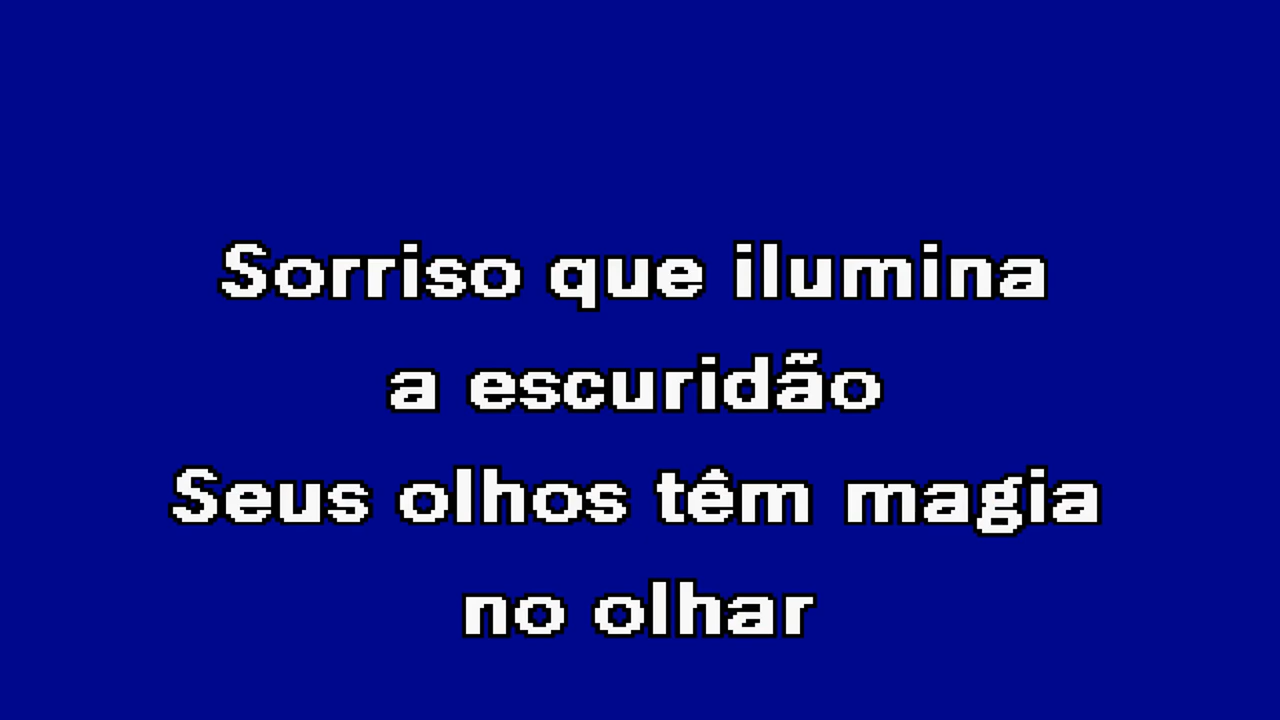 Sorriso que ilumina
a escuridão
Seus olhos têm magia
no olhar